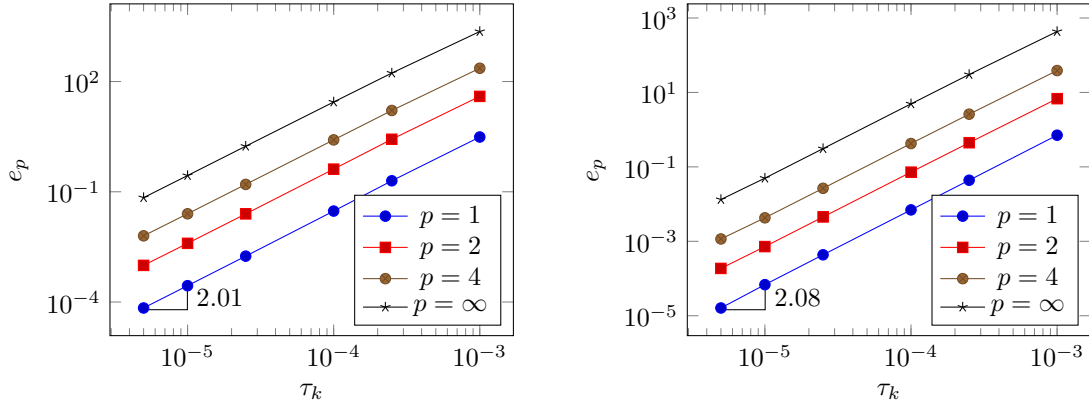 10^2
10^{-1}
10^{-4}
e_p
10^{-5}
10^{-4}
10^{-3}
τ_k
2.01
p = 1
p = 2
p = 4
p = ∞
10^3
10^1
10^{-1}
10^{-3}
10^{-5}
e_p
10^{-5}
10^{-4}
10^{-3}
τ_k
2.08
p = 1
p = 2
p = 4
p = ∞